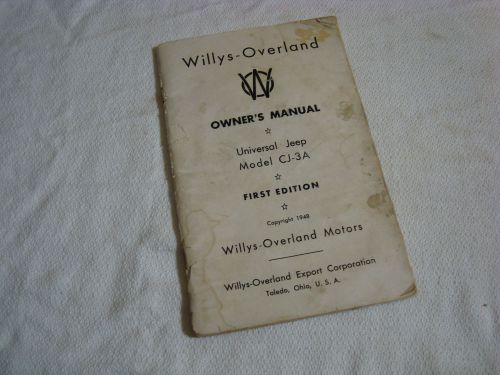 Willys-Overland
WO
OWNER'S MANUAL
Universal Jeep
Model CJ-3A
FIRST EDITION
Copyright 1948
Willys-Overland Motors
Willys-Overland Export Corporation
Toledo, Ohio, U. S. A.